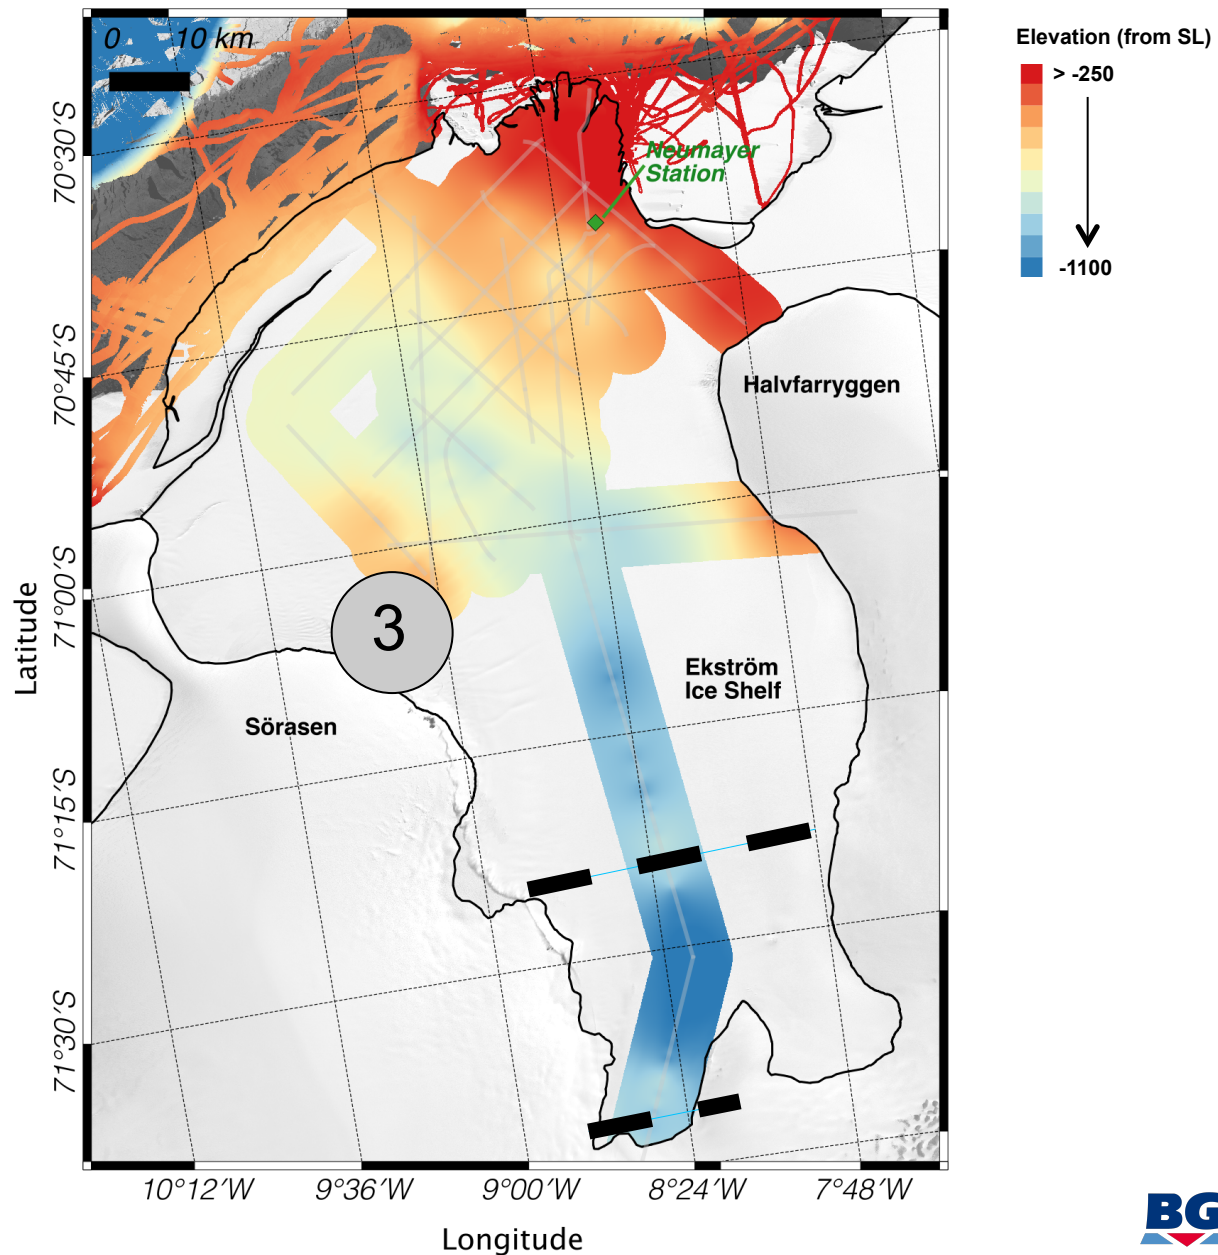 0 10 km
Elevation (from SL)
> -250
-1100
70°30'S
70°45'S
71°00'S
71°15'S
71°30'S
Latitude
Neumayer
Station
Halvfarryggen
3
Ekström
Ice Shelf
Sörasen
10°12'W
9°36'W
9°00'W
8°24'W
7°48'W
Longitude
BG